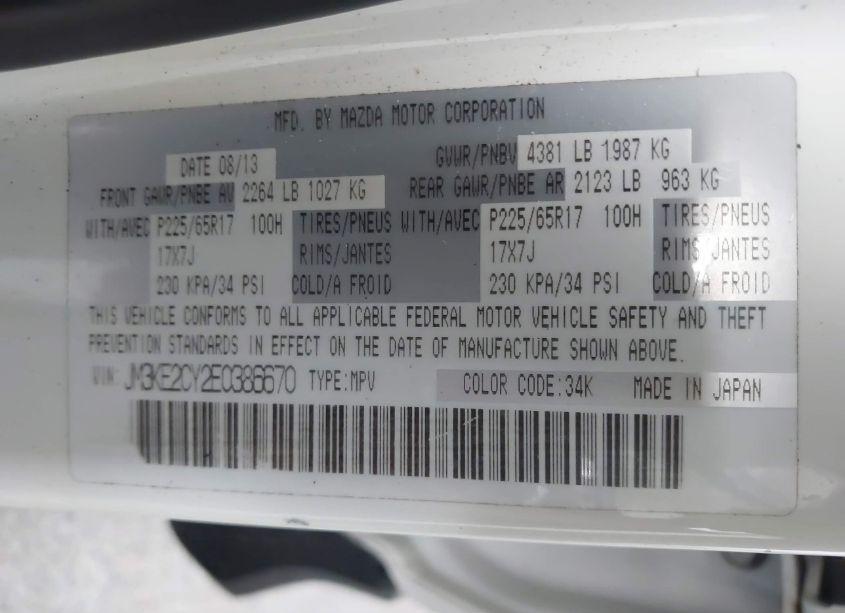 MFD. BY MAZDA MOTOR CORPORATION
DATE 08/13 GVWR/PNBV 4381 LB 1987 KG
FRONT GAWR/PNBE AV 2264 LB 1027 KG REAR GAWR/PNBE AR 2123 LB 963 KG
WITH/AVEC P225/65R17 100H TIRES/PNEUS WITH/AVEC P225/65R17 100H TIRES/PNEUS
17X7J RIMS/JANTES 17X7J RIMS/JANTES
230 KPA/34 PSI COLD/A FROID 230 KPA/34 PSI COLD/A FROID
THIS VEHICLE CONFORMS TO ALL APPLICABLE FEDERAL MOTOR VEHICLE SAFETY AND THEFT
PREVENTION STANDARDS IN EFFECT ON THE DATE OF MANUFACTURE SHOWN ABOVE.
VIN: JM3KE2CY2E0386670 TYPE:MPV COLOR CODE:34K MADE IN JAPAN